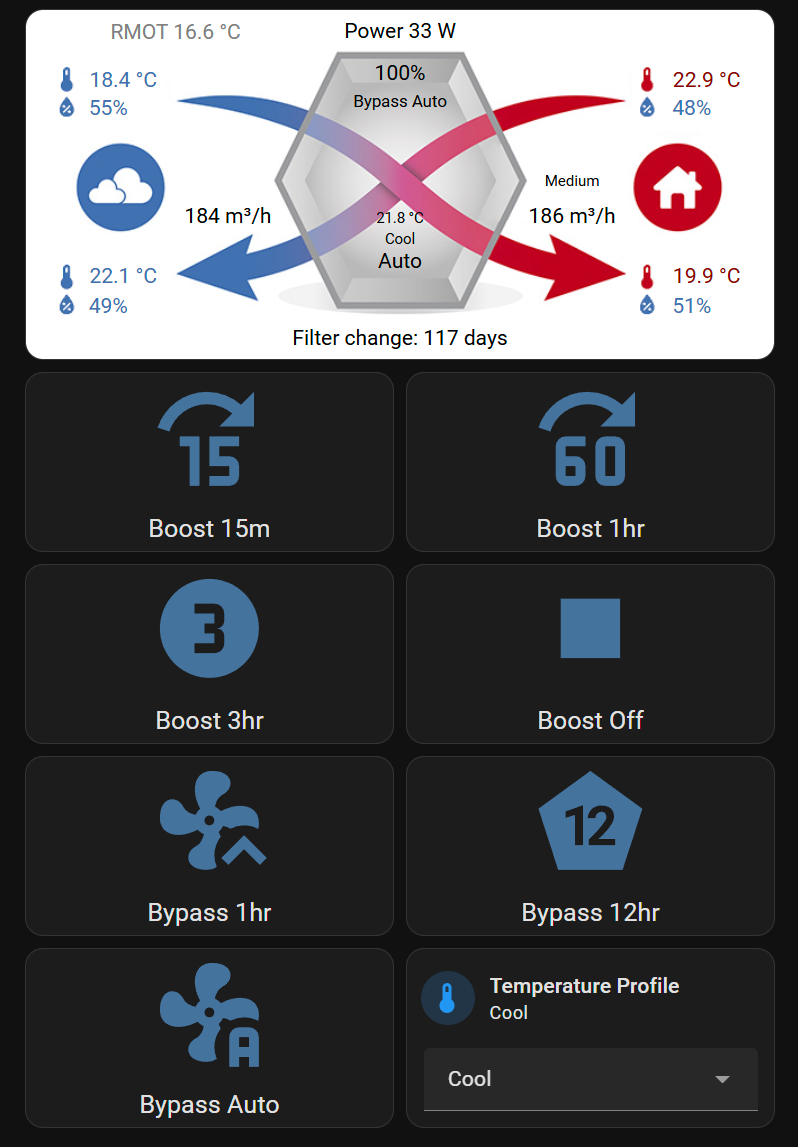 RMOT 16.6 °C
Power 33 W
18.4 °C
100%
22.9 °C
55%
Bypass Auto
48%
Medium
184 m³/h
186 m³/h
21.8 °C
Cool
Auto
22.1 °C
19.9 °C
49%
51%
Filter change: 117 days
15
Boost 15m
60
Boost 1hr
3
Boost 3hr
Boost Off
Bypass 1hr
12
Bypass 12hr
A
Bypass Auto
Temperature Profile
Cool
Cool